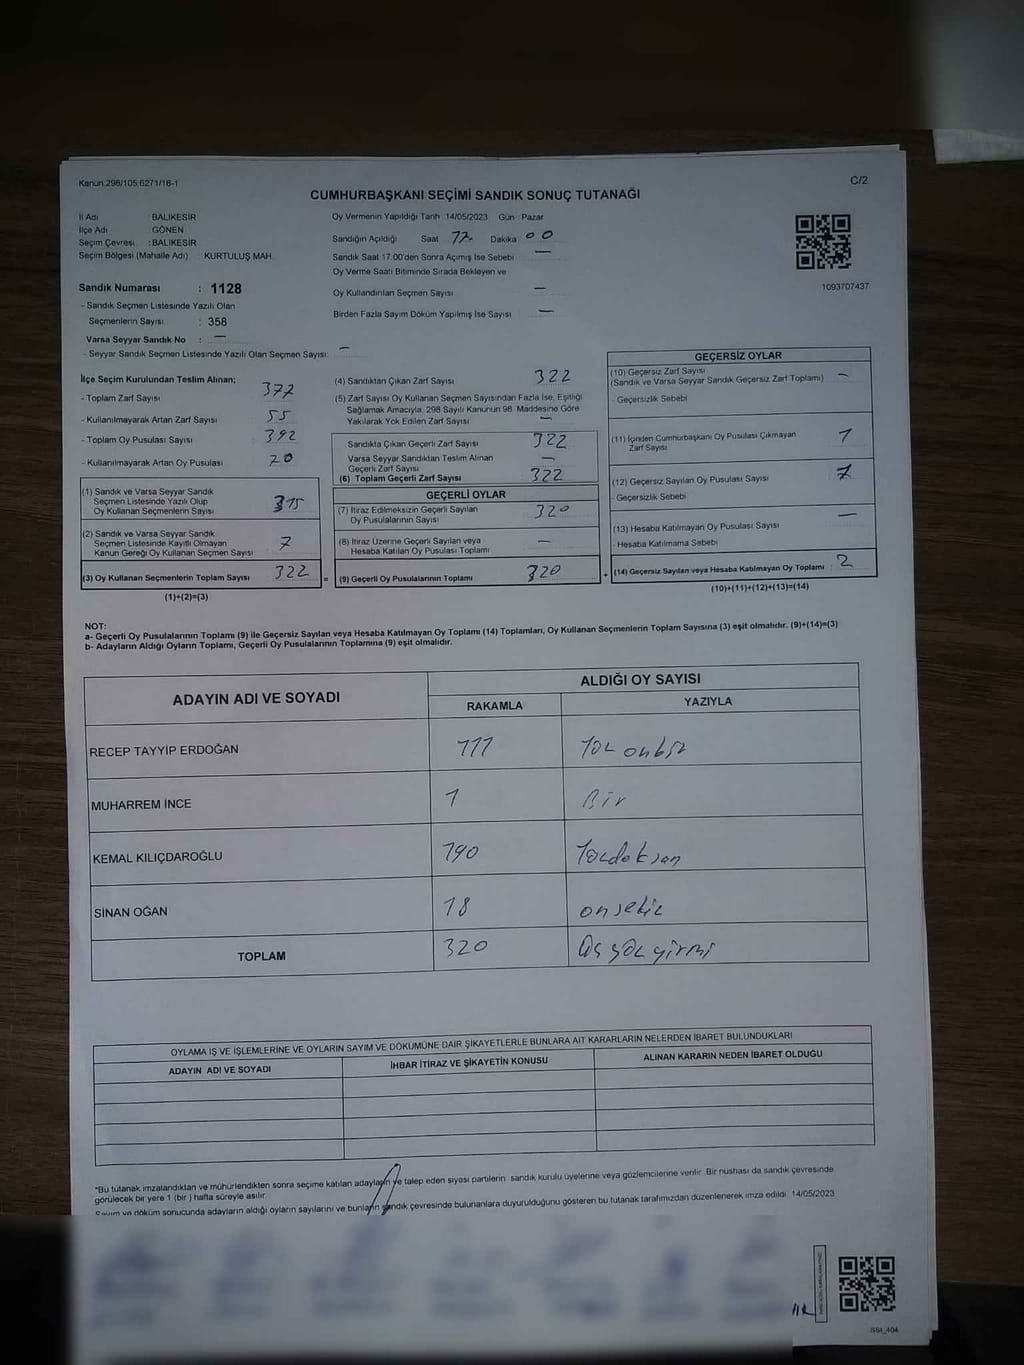 Kanun:298/105;6271/18-1
C/2
CUMHURBAŞKANI SEÇİMİ SANDIK SONUÇ TUTANAĞI
İl Adı : BALIKESİR
İlçe Adı : GÖNEN
Seçim Çevresi : BALIKESİR
Seçim Bölgesi (Mahalle Adı) : KURTULUŞ MAH.
Sandık Numarası : 1128
- Sandık Seçmen Listesinde Yazılı Olan
Seçmenlerin Sayısı : 358
Varsa Seyyar Sandık No : —
- Seyyar Sandık Seçmen Listesinde Yazılı Olan Seçmen Sayısı: —
Oy Vermenin Yapıldığı Tarih :14/05/2023 Gün : Pazar
Sandığın Açıldığı Saat 17 Dakika 00
Sandık Saat 17:00'den Sonra Açımış İse Sebebi —
Oy Verme Saati Bitiminde Sırada Bekleyen ve
Oy Kullandırılan Seçmen Sayısı —
Birden Fazla Sayım Döküm Yapılmış İse Sayısı —
1093707437
İlçe Seçim Kurulundan Teslim Alınan;
- Toplam Zarf Sayısı 377
- Kullanılmayarak Artan Zarf Sayısı 55
- Toplam Oy Pusulası Sayısı 392
- Kullanılmayarak Artan Oy Pusulası 70
(1) Sandık ve Varsa Seyyar Sandık
Seçmen Listesinde Yazılı Olup
Oy Kullanan Seçmenlerin Sayısı 315
(2) Sandık ve Varsa Seyyar Sandık
Seçmen Listesinde Kayıtlı Olmayan
Kanun Gereği Oy Kullanan Seçmen Sayısı 7
(3) Oy Kullanan Seçmenlerin Toplam Sayısı 322
(1)+(2)=(3)
(4) Sandıktan Çıkan Zarf Sayısı 322
(5) Zarf Sayısı Oy Kullanan Seçmen Sayısından Fazla İse, Eşitliği
Sağlamak Amacıyla, 298 Sayılı Kanunun 98. Maddesine Göre
Yakılarak Yok Edilen Zarf Sayısı —
Sandıkta Çıkan Geçerli Zarf Sayısı 322
Varsa Seyyar Sandıktan Teslim Alınan
Geçerli Zarf Sayısı —
(6) Toplam Geçerli Zarf Sayısı 322
GEÇERLİ OYLAR
(7) İtiraz Edilmeksizin Geçerli Sayılan
Oy Pusulalarının Sayısı 320
(8) İtiraz Üzerine Geçerli Sayılan veya
Hesaba Katılan Oy Pusulası Toplamı —
= (9) Geçerli Oy Pusulalarının Toplamı 320
GEÇERSİZ OYLAR
(10) Geçersiz Zarf Sayısı
(Sandık ve Varsa Seyyar Sandık Geçersiz Zarf Toplamı) —
- Geçersizlik Sebebi
(11) İçinden Cumhurbaşkanı Oy Pusulası Çıkmayan
Zarf Sayısı 1
(12) Geçersiz Sayılan Oy Pusulası Sayısı 1
- Geçersizlik Sebebi
(13) Hesaba Katılmayan Oy Pusulası Sayısı —
- Hesaba Katılmama Sebebi
+ (14) Geçersiz Sayılan veya Hesaba Katılmayan Oy Toplamı 2
(10)+(11)+(12)+(13)=(14)
NOT:
a- Geçerli Oy Pusulalarının Toplamı (9) ile Geçersiz Sayılan veya Hesaba Katılmayan Oy Toplamı (14) Toplamları, Oy Kullanan Seçmenlerin Toplam Sayısına (3) eşit olmalıdır. (9)+(14)=(3)
b- Adayların Aldığı Oyların Toplamı, Geçerli Oy Pusulalarının Toplamına (9) eşit olmalıdır.
ADAYIN ADI VE SOYADI
ALDIĞI OY SAYISI
RAKAMLA YAZIYLA
RECEP TAYYİP ERDOĞAN 111 Yüz onbir
MUHARREM İNCE 1 Bir
KEMAL KILIÇDAROĞLU 190 Yüzdoksan
SİNAN OĞAN 18 onsekiz
TOPLAM 320 Üç yüz yirmi
OYLAMA İŞ VE İŞLEMLERİNE VE OYLARIN SAYIM VE DÖKÜMÜNE DAİR ŞİKAYETLERLE BUNLARA AİT KARARLARIN NELERDEN İBARET BULUNDUKLARI
ADAYIN ADI VE SOYADI İHBAR İTİRAZ VE ŞİKAYETİN KONUSU ALINAN KARARIN NEDEN İBARET OLDUĞU
*Bu tutanak imzalandıktan ve mühürlendikten sonra seçime katılan adayların ve talep eden siyasi partilerin sandık kurulu üyelerine veya gözlemcilerine verilir. Bir nüshası da sandık çevresinde
görülecek bir yere 1 (bir ) hafta süreyle asılır.
Sayım ve döküm sonucunda adayların aldığı oyların sayılarını ve bunların sandık çevresinde bulunanlara duyurulduğunu gösteren bu tutanak tarafımızdan düzenlenerek imza edildi. 14/05/2023